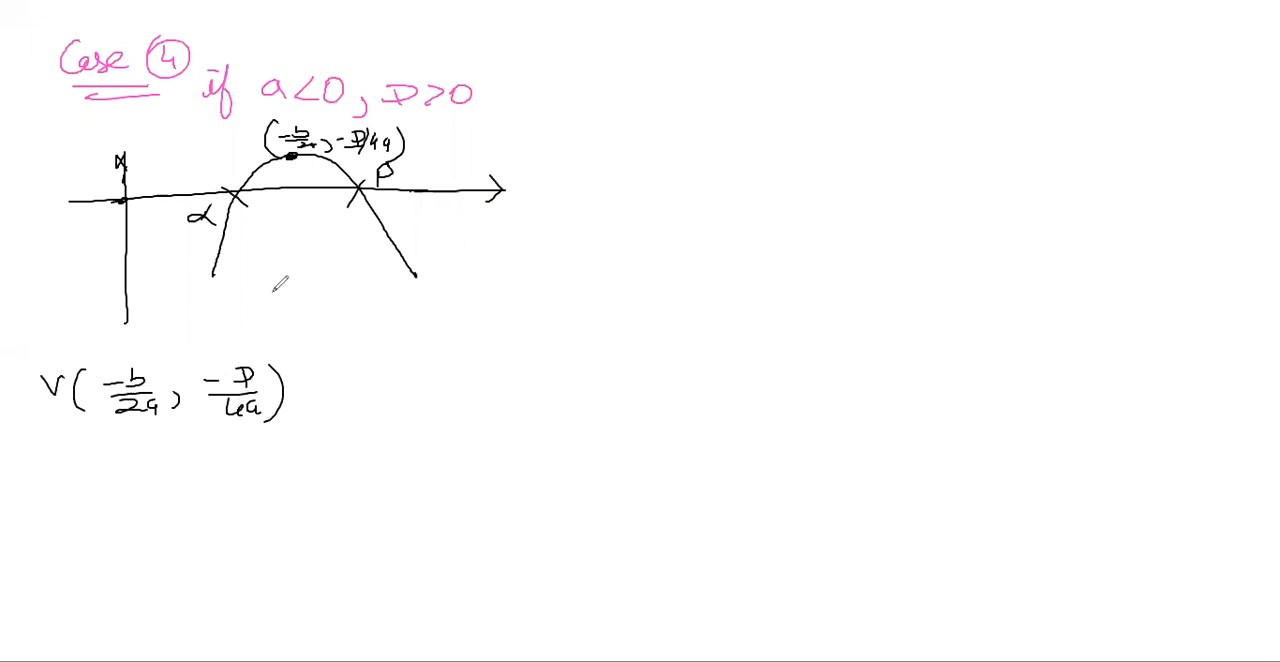 Case 4
if a<0, D>0
(-b/2a, -D/4a)
β
α
V(-b/2a, -D/4a)